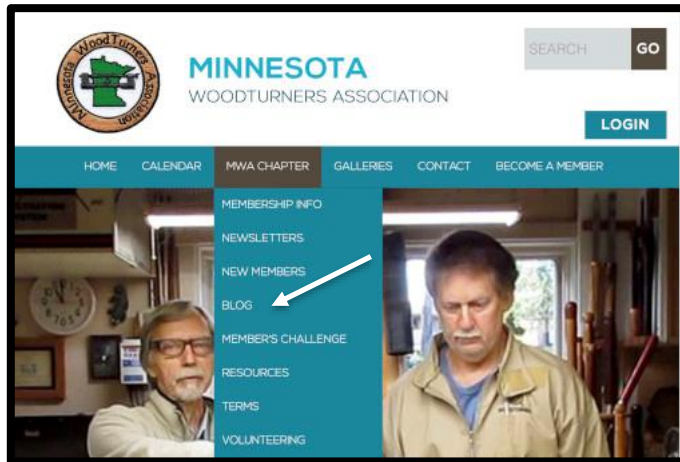 Minnesota WoodTurners Association
MINNESOTA
WOODTURNERS ASSOCIATION
SEARCH
GO
LOGIN
HOME
CALENDAR
MWA CHAPTER
GALLERIES
CONTACT
BECOME A MEMBER
MEMBERSHIP INFO
NEWSLETTERS
NEW MEMBERS
BLOG
MEMBER'S CHALLENGE
RESOURCES
TERMS
VOLUNTEERING